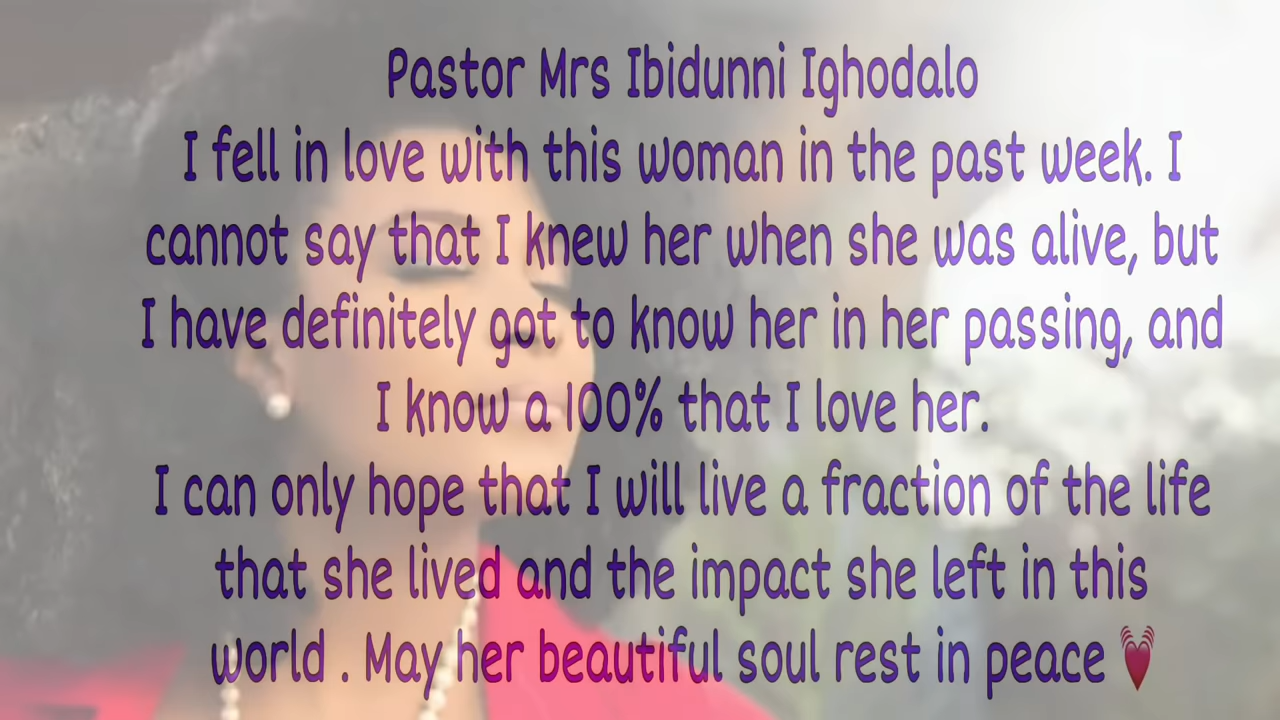 Pastor Mrs Ibidunni Ighodalo
I fell in love with this woman in the past week. I
cannot say that I knew her when she was alive, but
I have definitely got to know her in her passing, and
I know a 100% that I love her.
I can only hope that I will live a fraction of the life
that she lived and the impact she left in this
world . May her beautiful soul rest in peace 💓